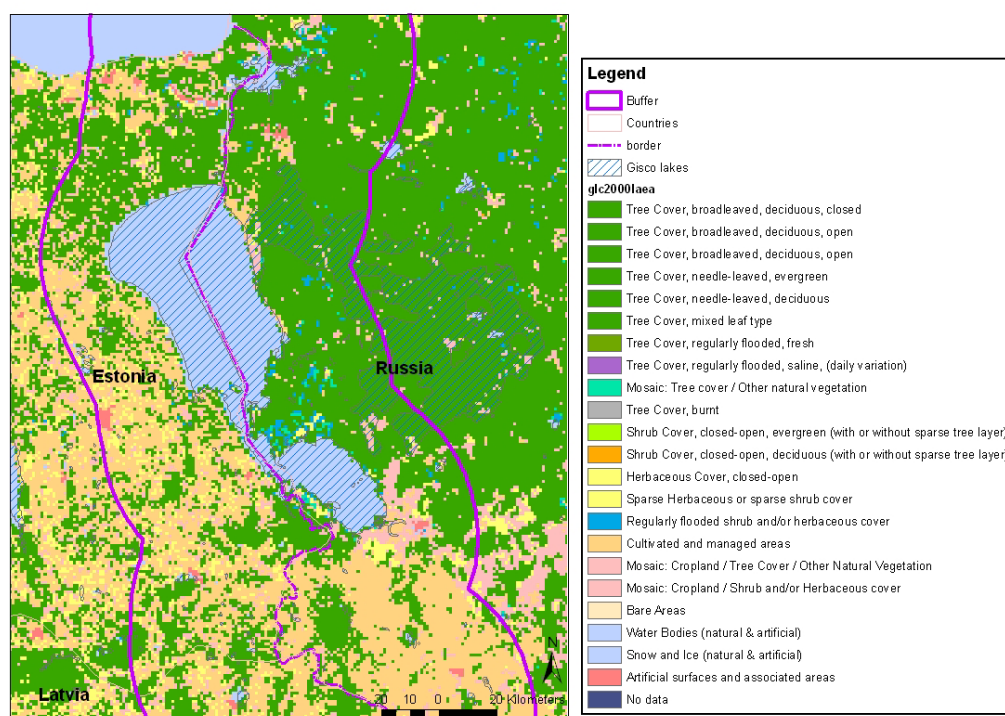 Estonia
Russia
Latvia
N
20 10 0 20 Kilometers
Legend
Buffer
Countries
border
Gisco lakes
glc2000laea
Tree Cover, broadleaved, deciduous, closed
Tree Cover, broadleaved, deciduous, open
Tree Cover, broadleaved, deciduous, open
Tree Cover, needle-leaved, evergreen
Tree Cover, needle-leaved, deciduous
Tree Cover, mixed leaf type
Tree Cover, regularly flooded, fresh
Tree Cover, regularly flooded, saline, (daily variation)
Mosaic: Tree cover / Other natural vegetation
Tree Cover, burnt
Shrub Cover, closed-open, evergreen (with or without sparse tree layer)
Shrub Cover, closed-open, deciduous (with or without sparse tree layer)
Herbaceous Cover, closed-open
Sparse Herbaceous or sparse shrub cover
Regularly flooded shrub and/or herbaceous cover
Cultivated and managed areas
Mosaic: Cropland / Tree Cover / Other Natural Vegetation
Mosaic: Cropland / Shrub and/or Herbaceous cover
Bare Areas
Water Bodies (natural & artificial)
Snow and Ice (natural & artificial)
Artificial surfaces and associated areas
No data